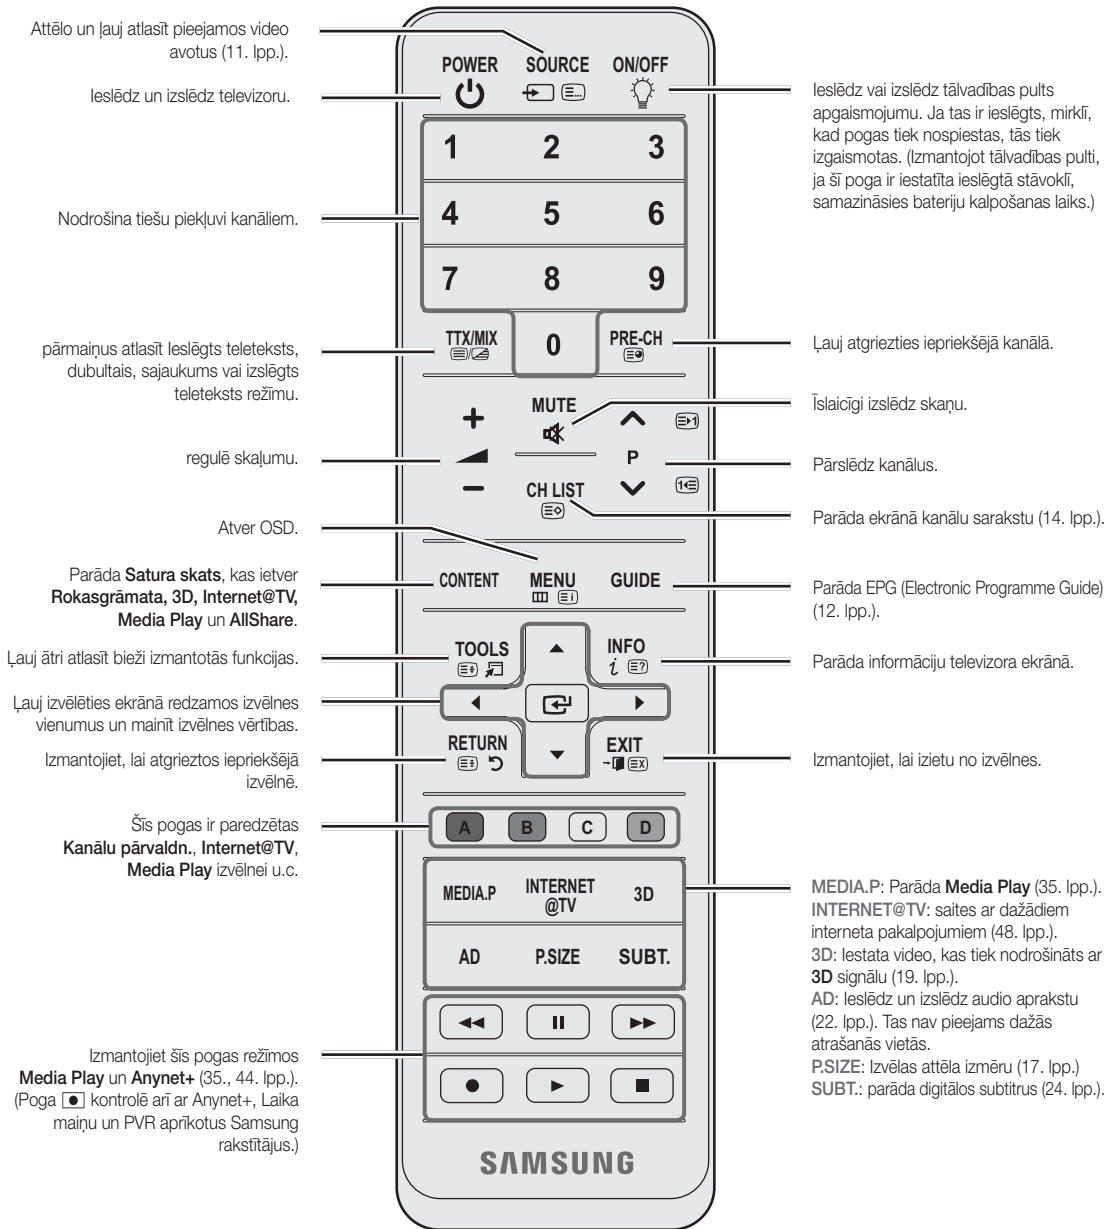 Attēlo un ļauj atlasīt pieejamos video
avotus (11. lpp.).
Ieslēdz un izslēdz televizoru.
Nodrošina tiešu piekļuvi kanāliem.
pārmaiņus atlasīt Ieslēgts teleteksts,
dubultais, sajaukums vai izslēgts
teleteksts režīmu.
regulē skaļumu.
Atver OSD.
Parāda Satura skats, kas ietver
Rokasgrāmata, 3D, Internet@TV,
Media Play un AllShare.
Ļauj ātri atlasīt bieži izmantotās funkcijas.
Ļauj izvēlēties ekrānā redzamos izvēlnes
vienumus un mainīt izvēlnes vērtības.
Izmantojiet, lai atgrieztos iepriekšējā
izvēlnē.
Šīs pogas ir paredzētas
Kanālu pārvaldn., Internet@TV,
Media Play izvēlnei u.c.
Izmantojiet šīs pogas režīmos
Media Play un Anynet+ (35., 44. lpp.).
(Poga kontrolē arī ar Anynet+, Laika
maiņu un PVR aprīkotus Samsung
rakstītājus.)
POWER SOURCE ON/OFF
1 2 3
4 5 6
7 8 9
TTX/MIX 0 PRE-CH
MUTE
P
CH LIST
CONTENT MENU GUIDE
TOOLS INFO
RETURN EXIT
A B C D
MEDIA.P INTERNET
@TV 3D
AD P.SIZE SUBT.
SAMSUNG
Ieslēdz vai izslēdz tālvadības pults
apgaismojumu. Ja tas ir ieslēgts, mirklī,
kad pogas tiek nospiestas, tās tiek
izgaismotas. (Izmantojot tālvadības pulti,
ja šī poga ir iestatīta ieslēgtā stāvoklī,
samazināsies bateriju kalpošanas laiks.)
Ļauj atgriezties iepriekšējā kanālā.
Īslaicīgi izslēdz skaņu.
Pārslēdz kanālus.
Parāda ekrānā kanālu sarakstu (14. lpp.).
Parāda EPG (Electronic Programme Guide)
(12. lpp.).
Parāda informāciju televizora ekrānā.
Izmantojiet, lai izietu no izvēlnes.
MEDIA.P: Parāda Media Play (35. lpp.).
INTERNET@TV: saites ar dažādiem
interneta pakalpojumiem (48. lpp.).
3D: Iestata video, kas tiek nodrošināts ar
3D signālu (19. lpp.).
AD: Ieslēdz un izslēdz audio aprakstu
(22. lpp.). Tas nav pieejams dažās
atrašanās vietās.
P.SIZE: Izvēlas attēla izmēru (17. lpp.)
SUBT.: parāda digitālos subtitrus (24. lpp.).